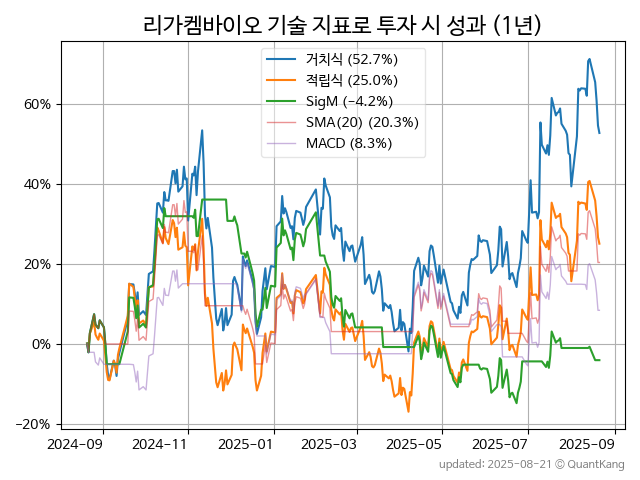 리가켐바이오 기술 지표로 투자 시 성과 (1년)
거치식 (52.7%)
적립식 (25.0%)
SigM (−4.2%)
SMA(20) (20.3%)
MACD (8.3%)
60%
40%
20%
0%
−20%
2024-09 2024-11 2025-01 2025-03 2025-05 2025-07 2025-09
updated: 2025-08-21 © QuantKang